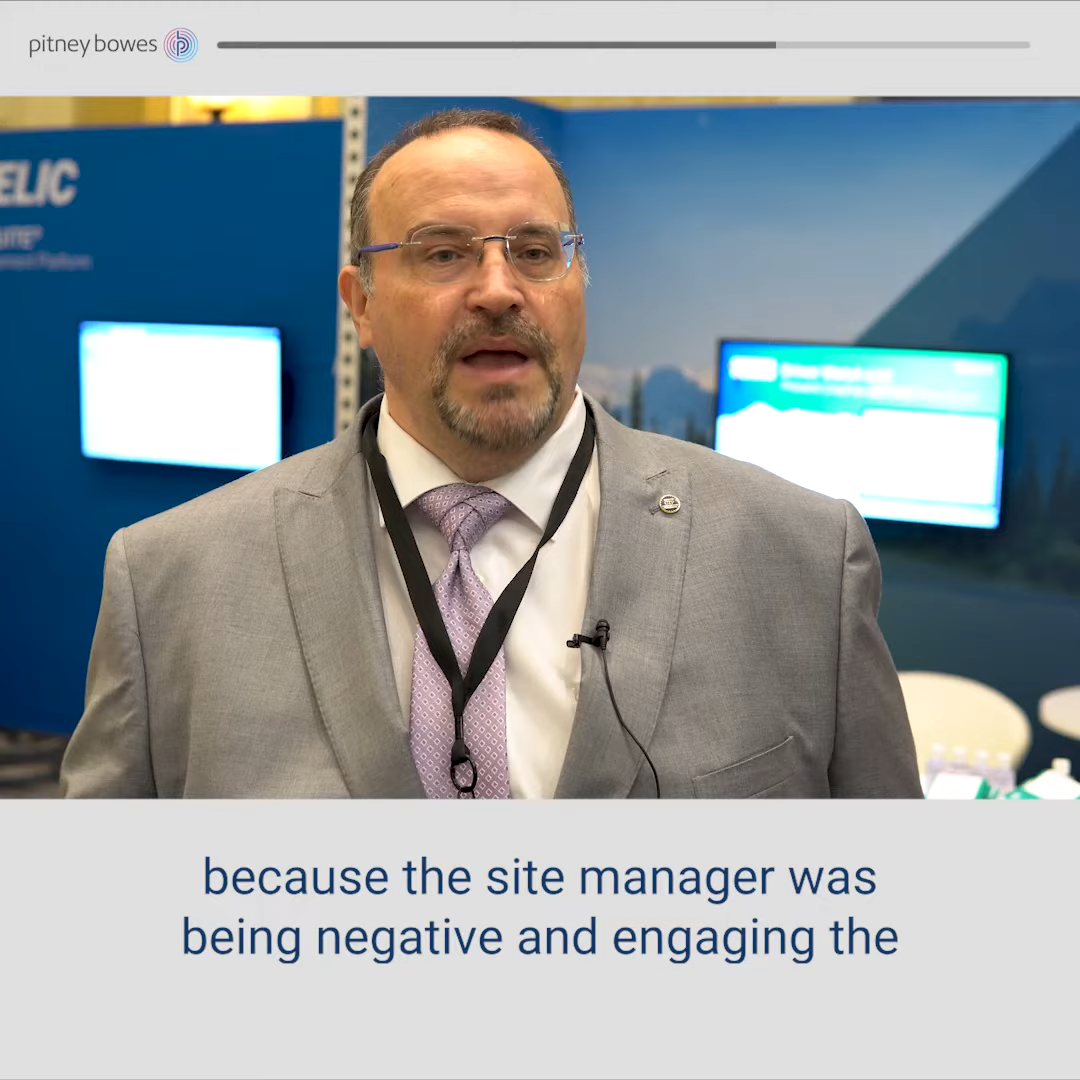 pitney bowes
ELIC
because the site manager was
being negative and engaging the